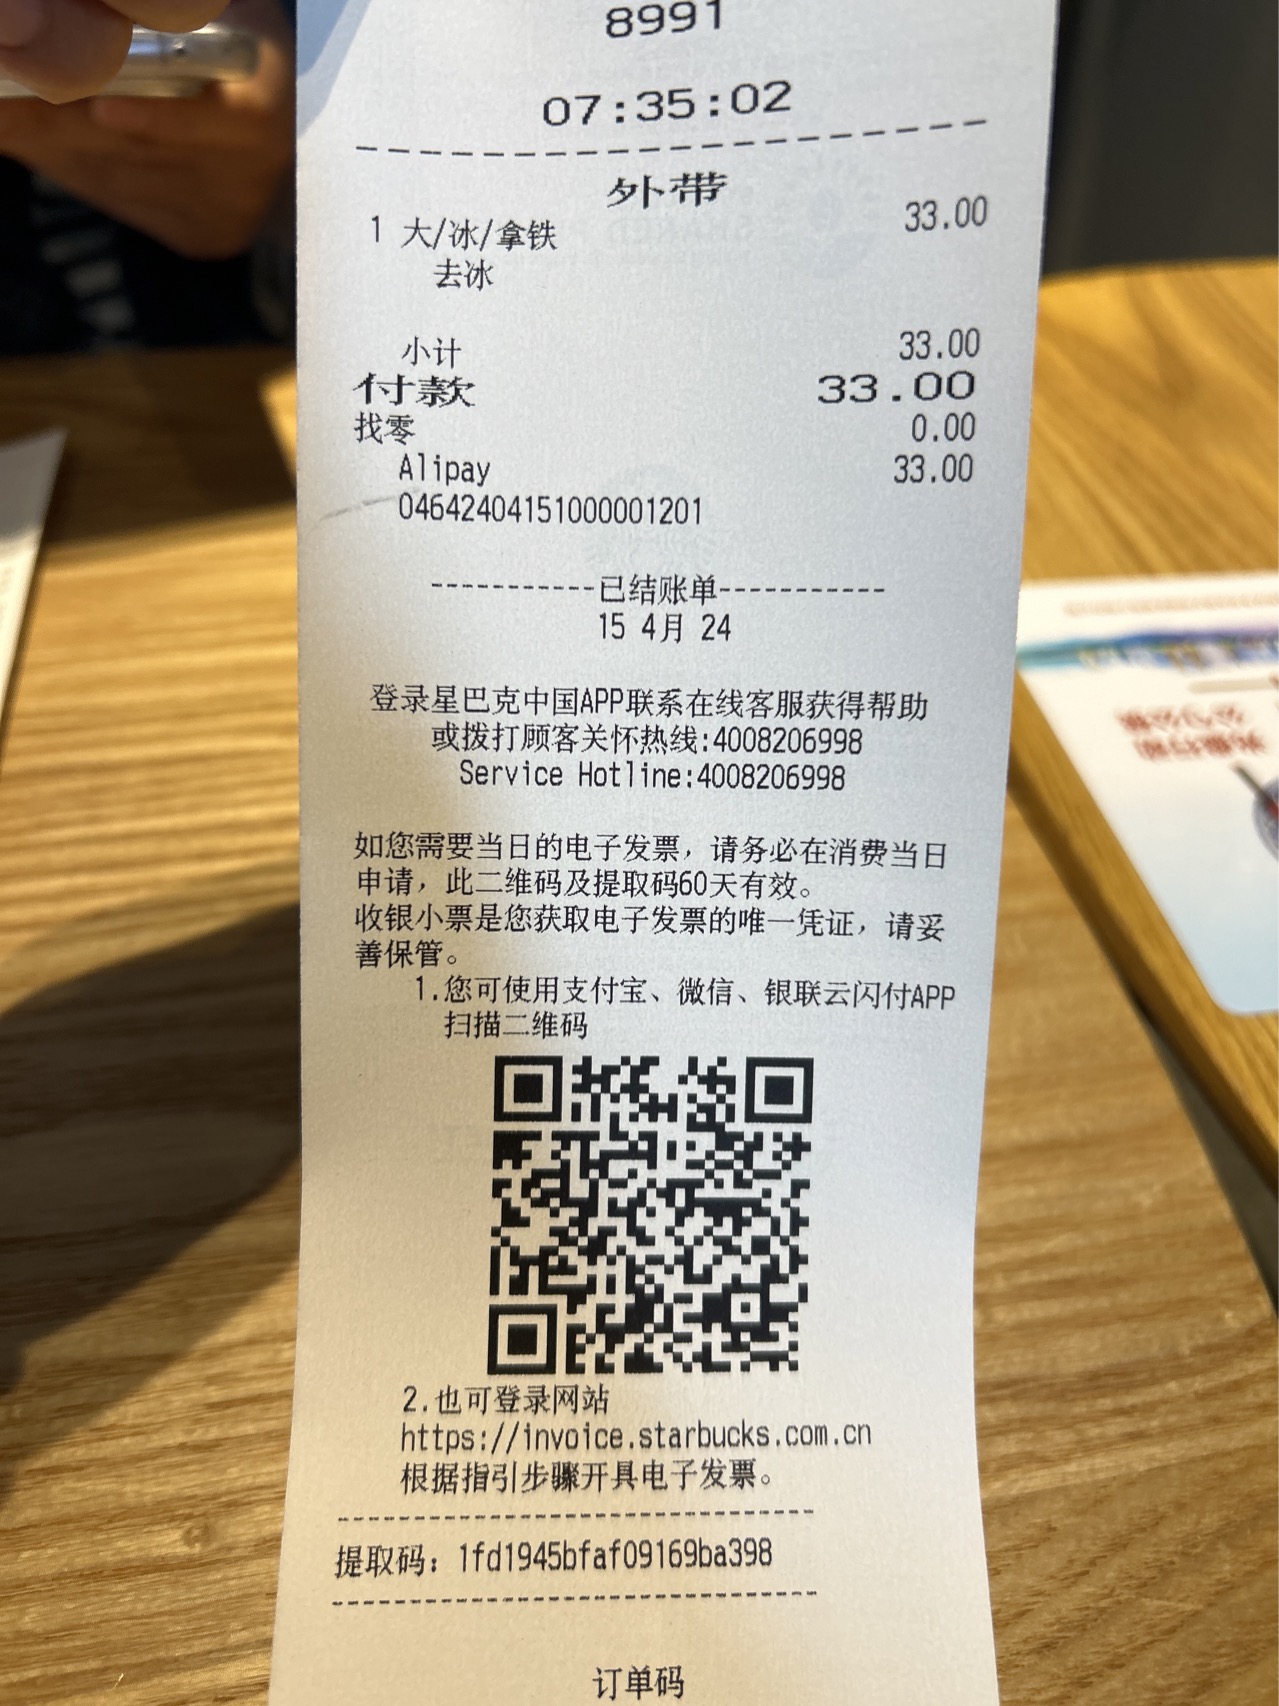 8991
07:35:02
外带
1 大/冰/拿铁 33.00
去冰
小计 33.00
付款 33.00
找零 0.00
Alipay 33.00
04642404151000001201
-----------已结账单-----------
15 4月 24
登录星巴克中国APP联系在线客服获得帮助
或拨打顾客关怀热线:4008206998
Service Hotline:4008206998
如您需要当日的电子发票，请务必在消费当日
申请，此二维码及提取码60天有效。
收银小票是您获取电子发票的唯一凭证，请妥
善保管。
1.您可使用支付宝、微信、银联云闪付APP
扫描二维码
2.也可登录网站
https://invoice.starbucks.com.cn
根据指引步骤开具电子发票。
提取码：1fd1945bfaf09169ba398
订单码